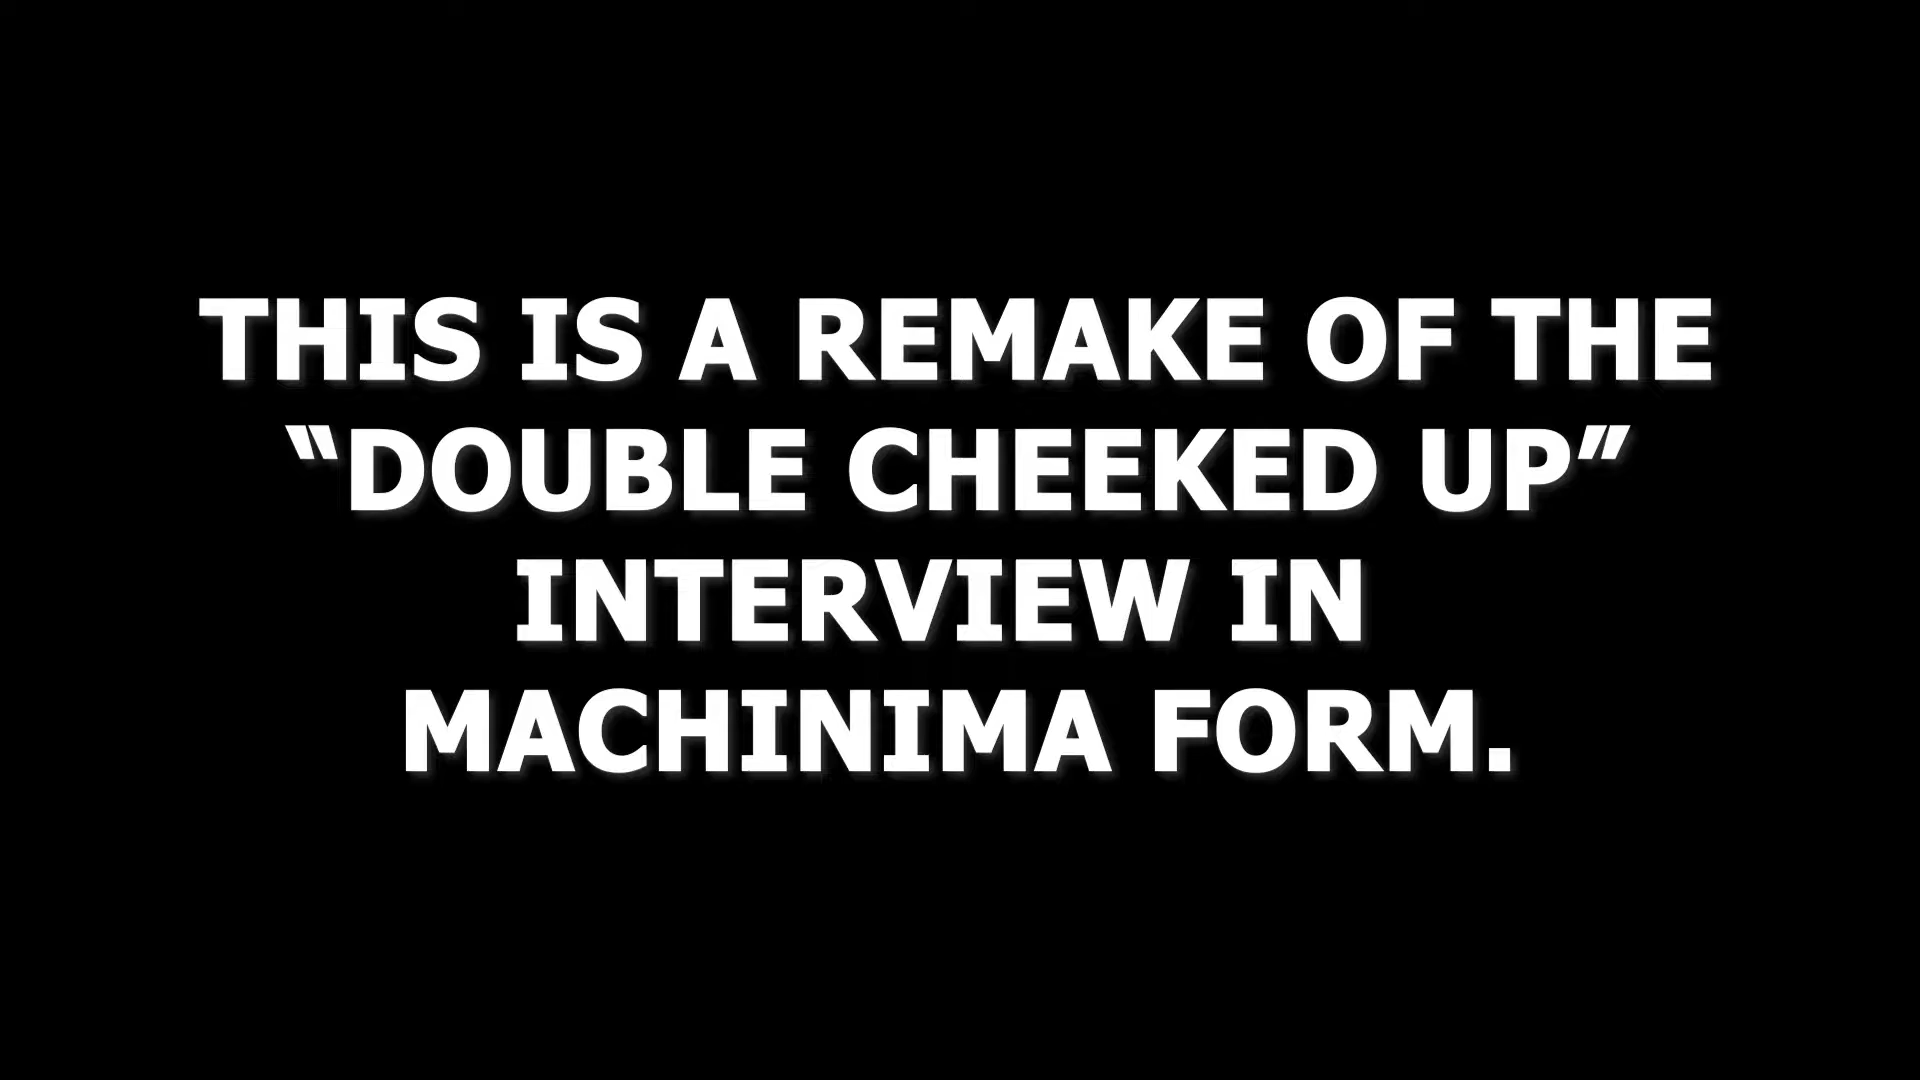 THIS IS A REMAKE OF THE
“DOUBLE CHEEKED UP”
INTERVIEW IN
MACHINIMA FORM.